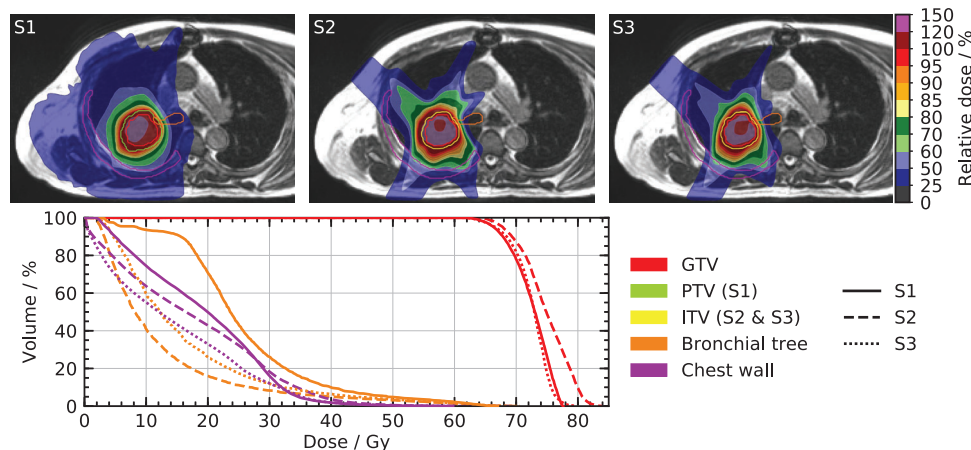 S1
S2
S3
150
120
100
95
90
85
80
70
60
50
25
0
Relative dose / %
100
80
60
40
20
0
Volume / %
0 10 20 30 40 50 60 70 80
Dose / Gy
GTV
PTV (S1)
ITV (S2 & S3)
Bronchial tree
Chest wall
S1
S2
S3